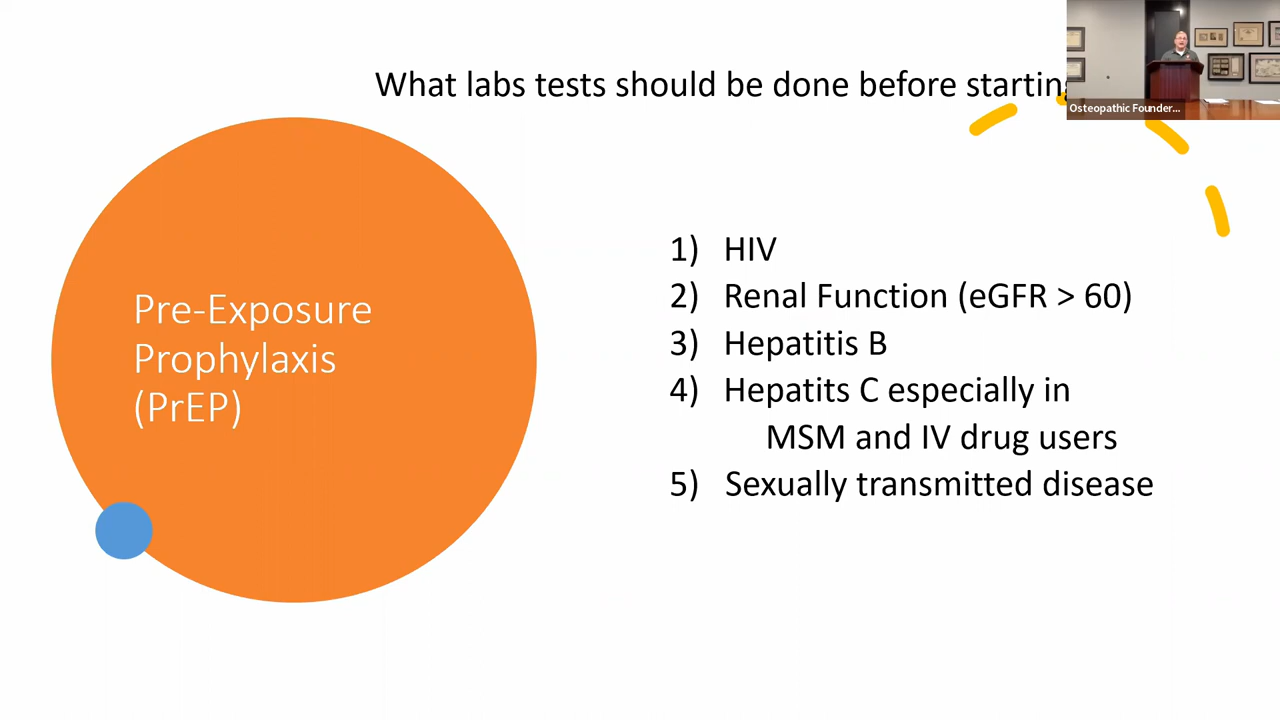 What labs tests should be done before starting
Osteopathic Founder...
Pre-Exposure
Prophylaxis
(PrEP)
1) HIV
2) Renal Function (eGFR > 60)
3) Hepatitis B
4) Hepatits C especially in
MSM and IV drug users
5) Sexually transmitted disease